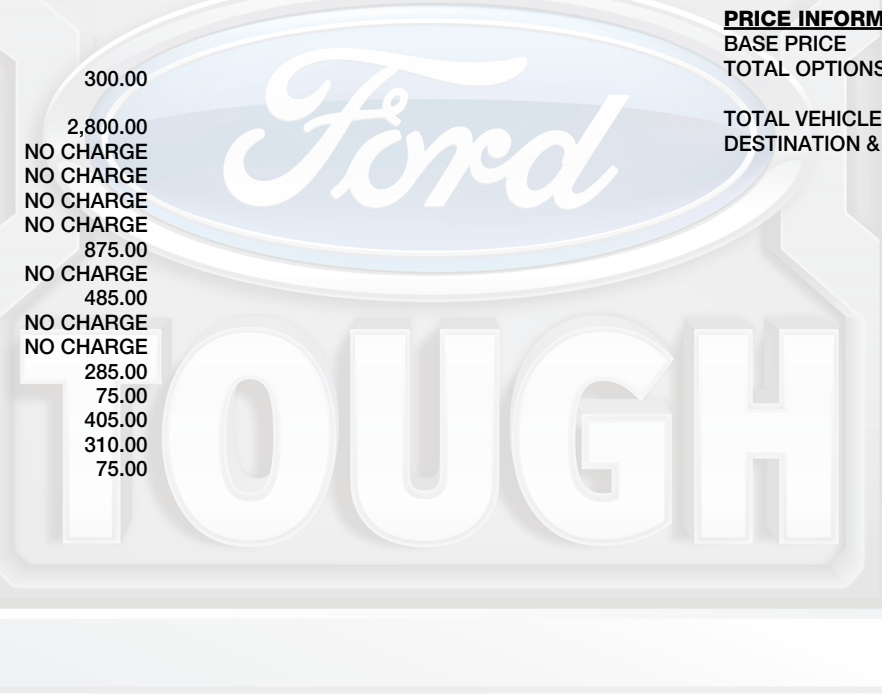 300.00
2,800.00
NO CHARGE
NO CHARGE
NO CHARGE
NO CHARGE
875.00
NO CHARGE
485.00
NO CHARGE
NO CHARGE
285.00
75.00
405.00
310.00
75.00
PRICE INFORM
BASE PRICE
TOTAL OPTIONS
TOTAL VEHICLE
DESTINATION &
Ford
TOUGH